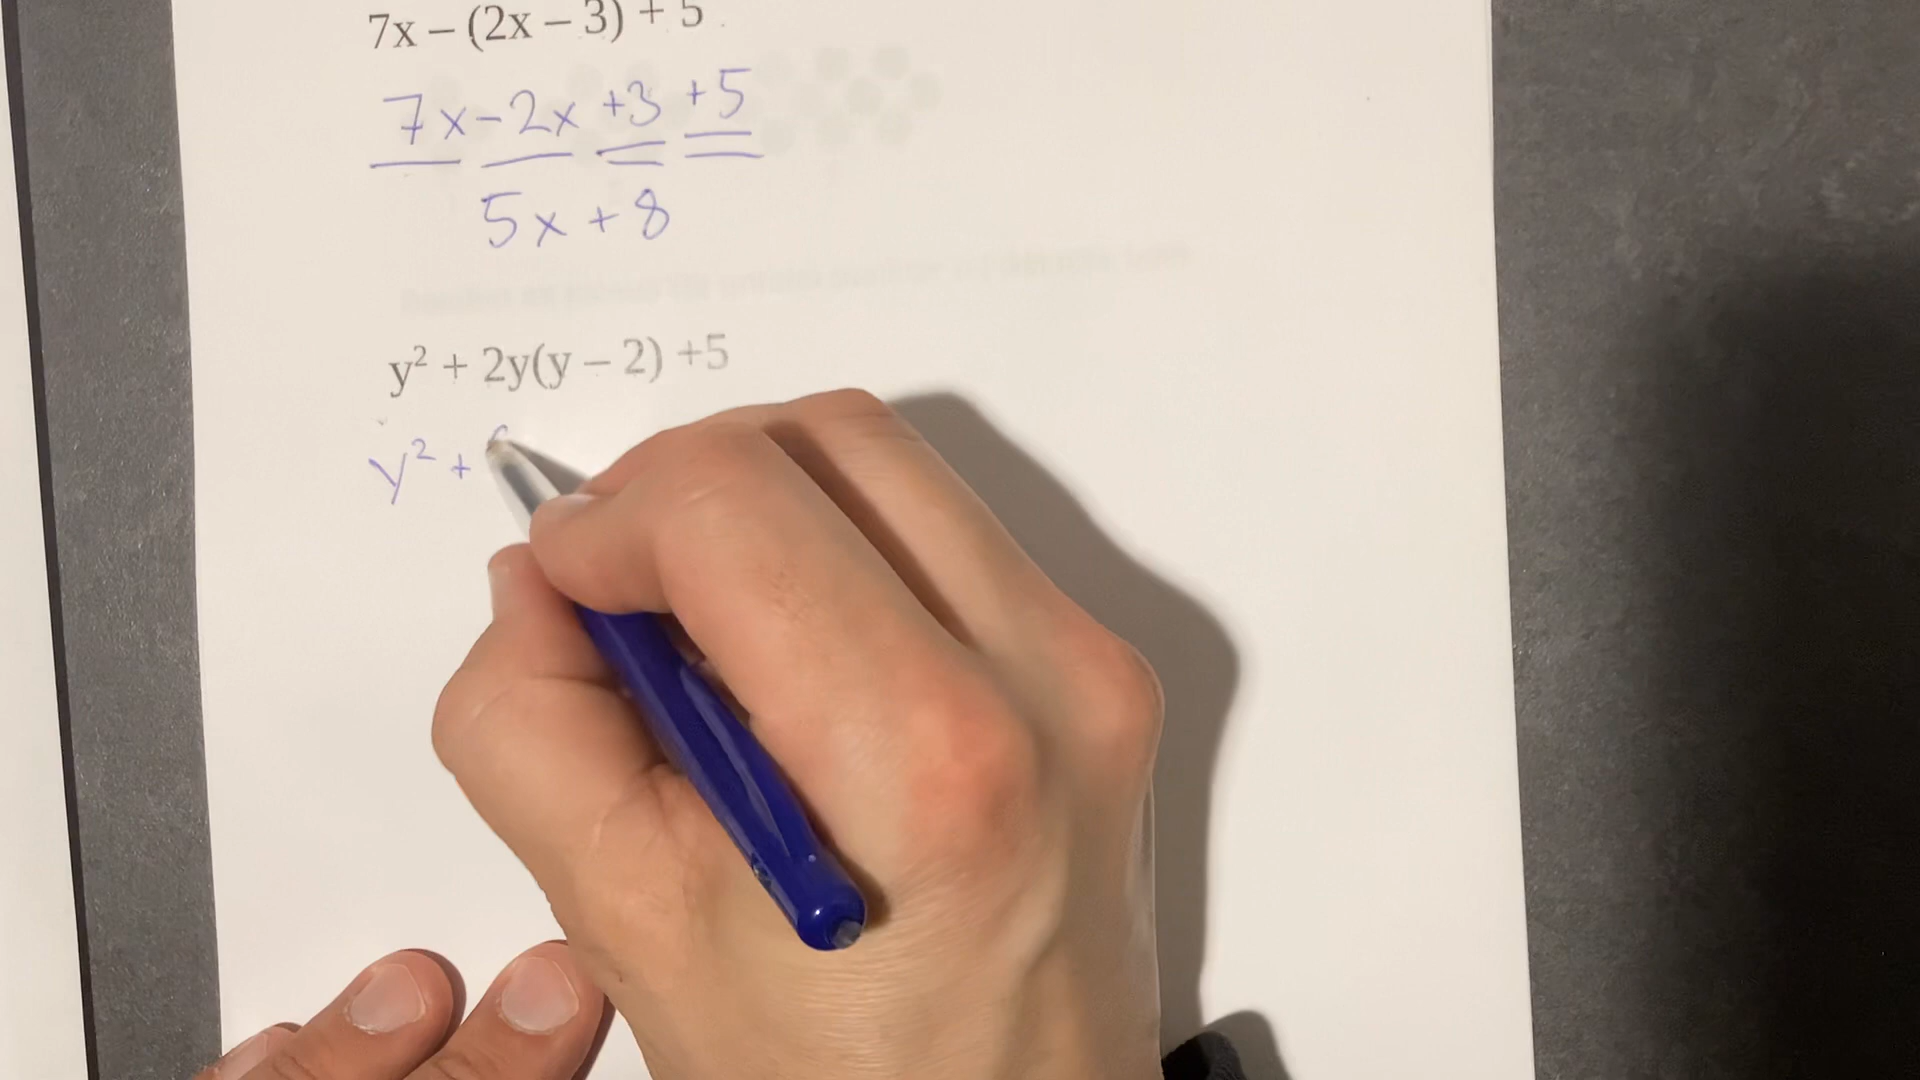 7x – (2x – 3) + 5
7x - 2x + 3 + 5
5x + 8
y² + 2y(y – 2) +5
y² +